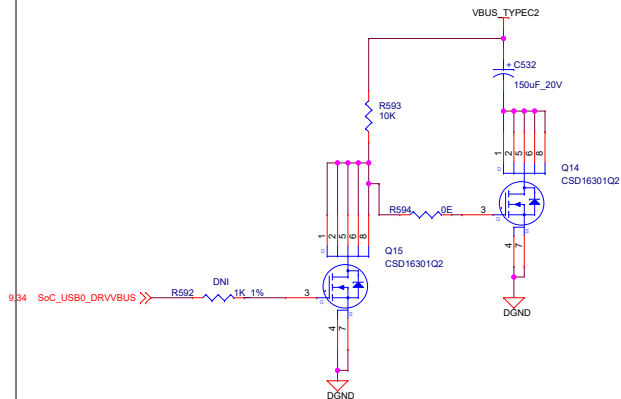 VBUS_TYPEC2
+ C532
150uF_20V
R593
10K
1 2 5 6 8
D
Q14
CSD16301Q2
R594 0E 3
G
S
4 7
DGND
1 2 5 6 8
D
Q15
CSD16301Q2
DNI
9,34 SoC_USB0_DRVVBUS R592 1K 1% 3
G
S
4 7
DGND